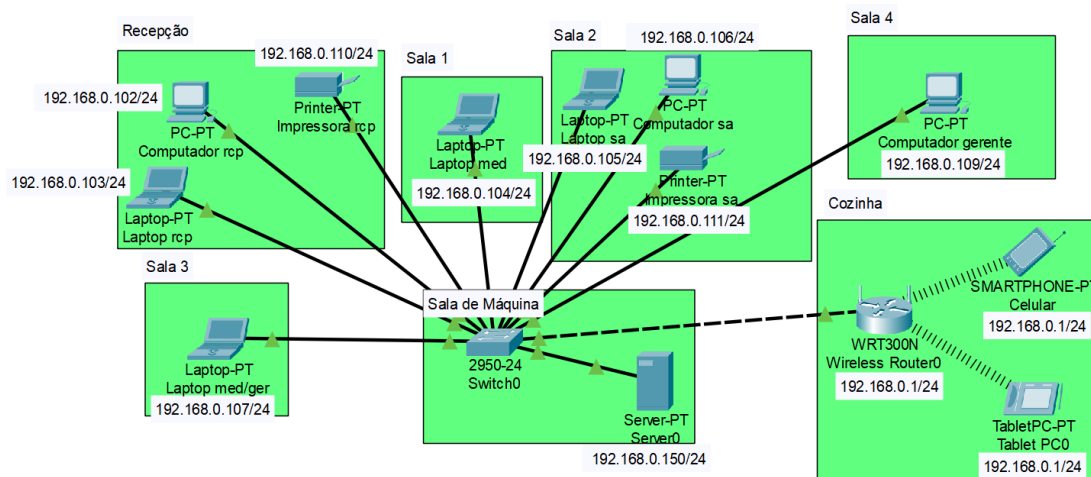 Recepção
192.168.0.110/24
192.168.0.102/24
PC-PT
Computador rcp
Printer-PT
Impressora rcp
192.168.0.103/24
Laptop-PT
Laptop rcp
Sala 1
Laptop-PT
Laptop med
192.168.0.104/24
Sala 2
192.168.0.106/24
Laptop-PT
Laptop sa
192.168.0.105/24
PC-PT
Computador sa
Printer-PT
Impressora sa
192.168.0.111/24
Sala 4
PC-PT
Computador gerente
192.168.0.109/24
Sala 3
Laptop-PT
Laptop med/ger
192.168.0.107/24
Sala de Máquina
2950-24
Switch0
Server-PT
Server0
192.168.0.150/24
Cozinha
SMARTPHONE-PT
Celular
192.168.0.1/24
WRT300N
Wireless Router0
192.168.0.1/24
TabletPC-PT
Tablet PC0
192.168.0.1/24